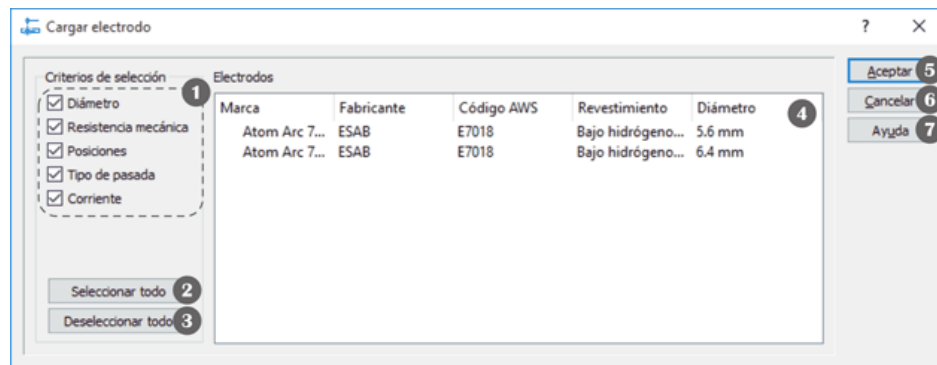 Cargar electrodo
?
Criterios de selección
1
Diámetro
Resistencia mecánica
Posiciones
Tipo de pasada
Corriente
Seleccionar todo 2
Deseleccionar todo 3
Electrodos
Marca Fabricante Código AWS Revestimiento Diámetro
4
Atom Arc 7... ESAB E7018 Bajo hidrógeno... 5.6 mm
Atom Arc 7... ESAB E7018 Bajo hidrógeno... 6.4 mm
Aceptar 5
Cancelar 6
Ayuda 7